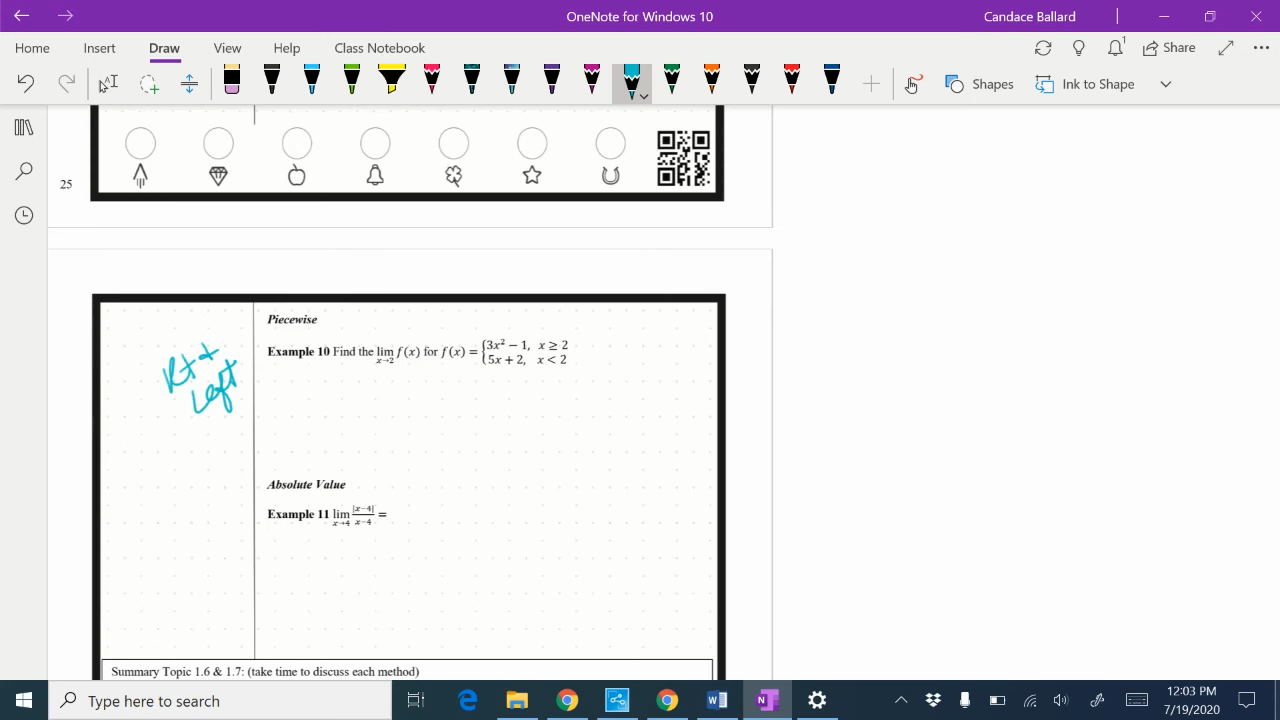 OneNote for Windows 10
Candace Ballard
Home Insert Draw View Help Class Notebook
1 Share
Shapes Ink to Shape
25
Piecewise
Example 10 Find the lim x→2 f(x) for f(x) = {3x² − 1, x ≥ 2
5x + 2, x < 2
Rt +
Left
Absolute Value
Example 11 lim x→4 |x−4|/x−4 =
Summary Topic 1.6 & 1.7: (take time to discuss each method)
Type here to search
12:03 PM
7/19/2020